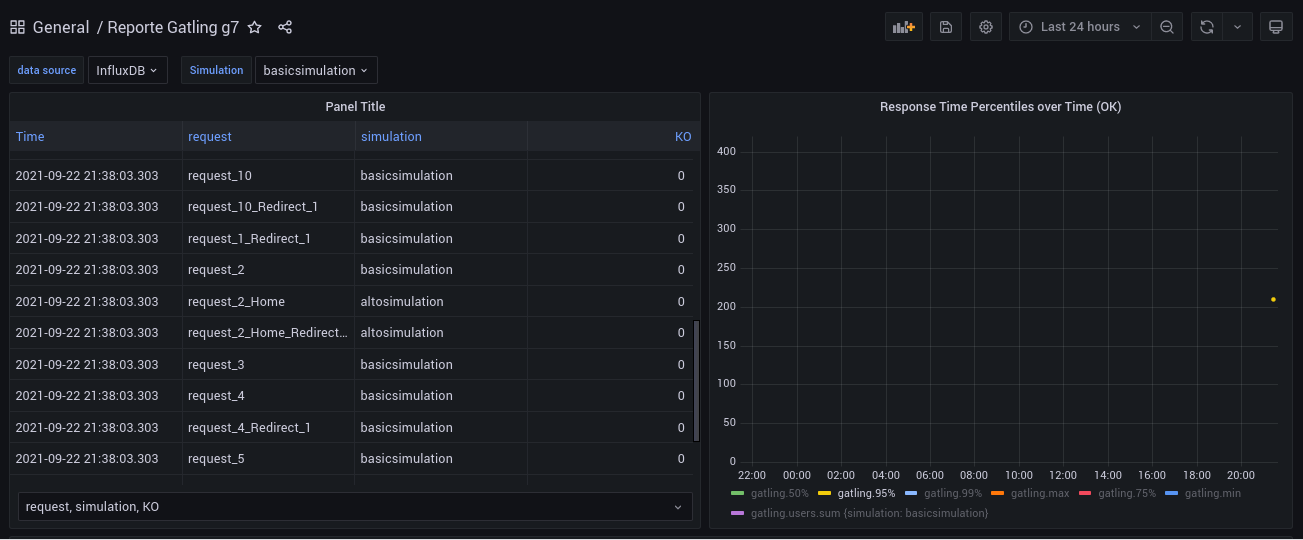 General / Reporte Gatling g7
Last 24 hours
data source InfluxDB Simulation basicsimulation
Panel Title
Time request simulation KO
2021-09-22 21:38:03.303 request_10 basicsimulation 0
2021-09-22 21:38:03.303 request_10_Redirect_1 basicsimulation 0
2021-09-22 21:38:03.303 request_1_Redirect_1 basicsimulation 0
2021-09-22 21:38:03.303 request_2 basicsimulation 0
2021-09-22 21:38:03.303 request_2_Home altosimulation 0
2021-09-22 21:38:03.303 request_2_Home_Redirect... altosimulation 0
2021-09-22 21:38:03.303 request_3 basicsimulation 0
2021-09-22 21:38:03.303 request_4 basicsimulation 0
2021-09-22 21:38:03.303 request_4_Redirect_1 basicsimulation 0
2021-09-22 21:38:03.303 request_5 basicsimulation 0
request, simulation, KO
Response Time Percentiles over Time (OK)
400
350
300
250
200
150
100
50
0
22:00 00:00 02:00 04:00 06:00 08:00 10:00 12:00 14:00 16:00 18:00 20:00
gatling.50% gatling.95% gatling.99% gatling.max gatling.75% gatling.min
gatling.users.sum {simulation: basicsimulation}